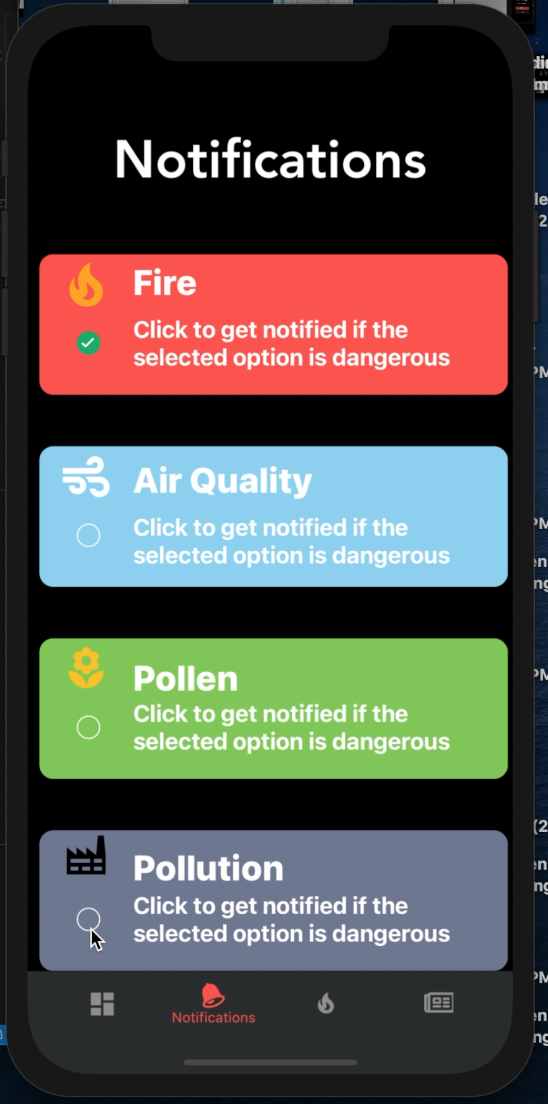 Notifications
Fire
Click to get notified if the
selected option is dangerous
Air Quality
Click to get notified if the
selected option is dangerous
Pollen
Click to get notified if the
selected option is dangerous
Pollution
Click to get notified if the
selected option is dangerous
Notifications